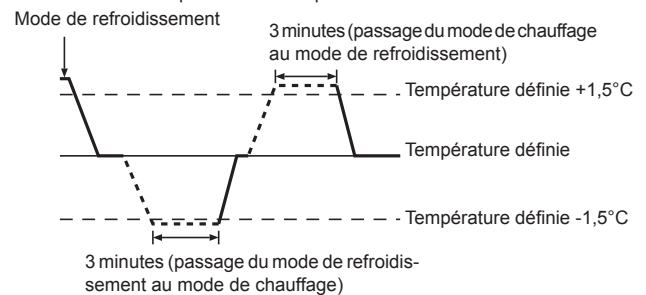 Mode de refroidissement
3 minutes (passage du mode de chauffage
au mode de refroidissement)
Température définie +1,5°C
Température définie
Température définie -1,5°C
3 minutes (passage du mode de refroidis-
sement au mode de chauffage)